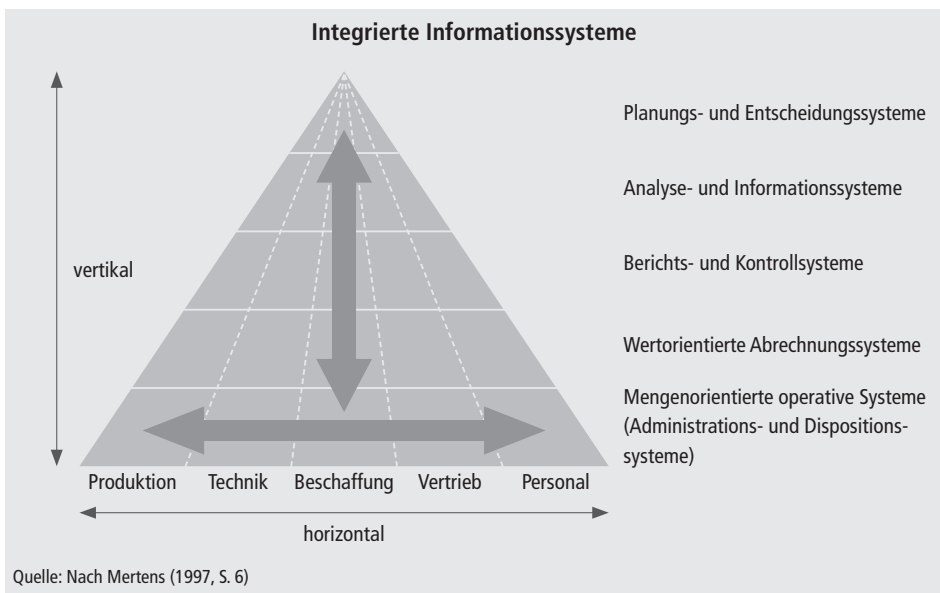 Integrierte Informationssysteme
Planungs- und Entscheidungssysteme
Analyse- und Informationssysteme
Berichts- und Kontrollsysteme
vertikal
Wertorientierte Abrechnungssysteme
Mengenorientierte operative Systeme
(Administrations- und Dispositions-
systeme)
Produktion Technik Beschaffung Vertrieb Personal
horizontal
Quelle: Nach Mertens (1997, S. 6)